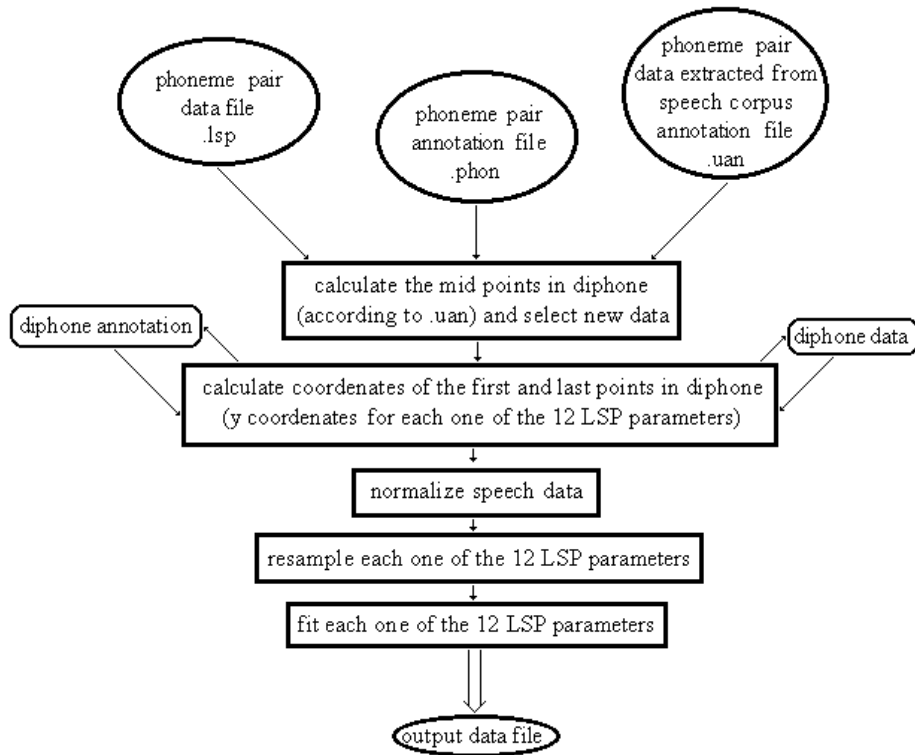 phoneme pair
data file
.lsp
phoneme pair
annotation file
.phon
phoneme pair
data extracted from
speech corpus
annotation file
.uan
calculate the mid points in diphone
(according to .uan) and select new data
diphone annotation
diphone data
calculate coordenates of the first and last points in diphone
(y coordenates for each one of the 12 LSP parameters)
normalize speech data
resample each one of the 12 LSP parameters
fit each one of the 12 LSP parameters
output data file